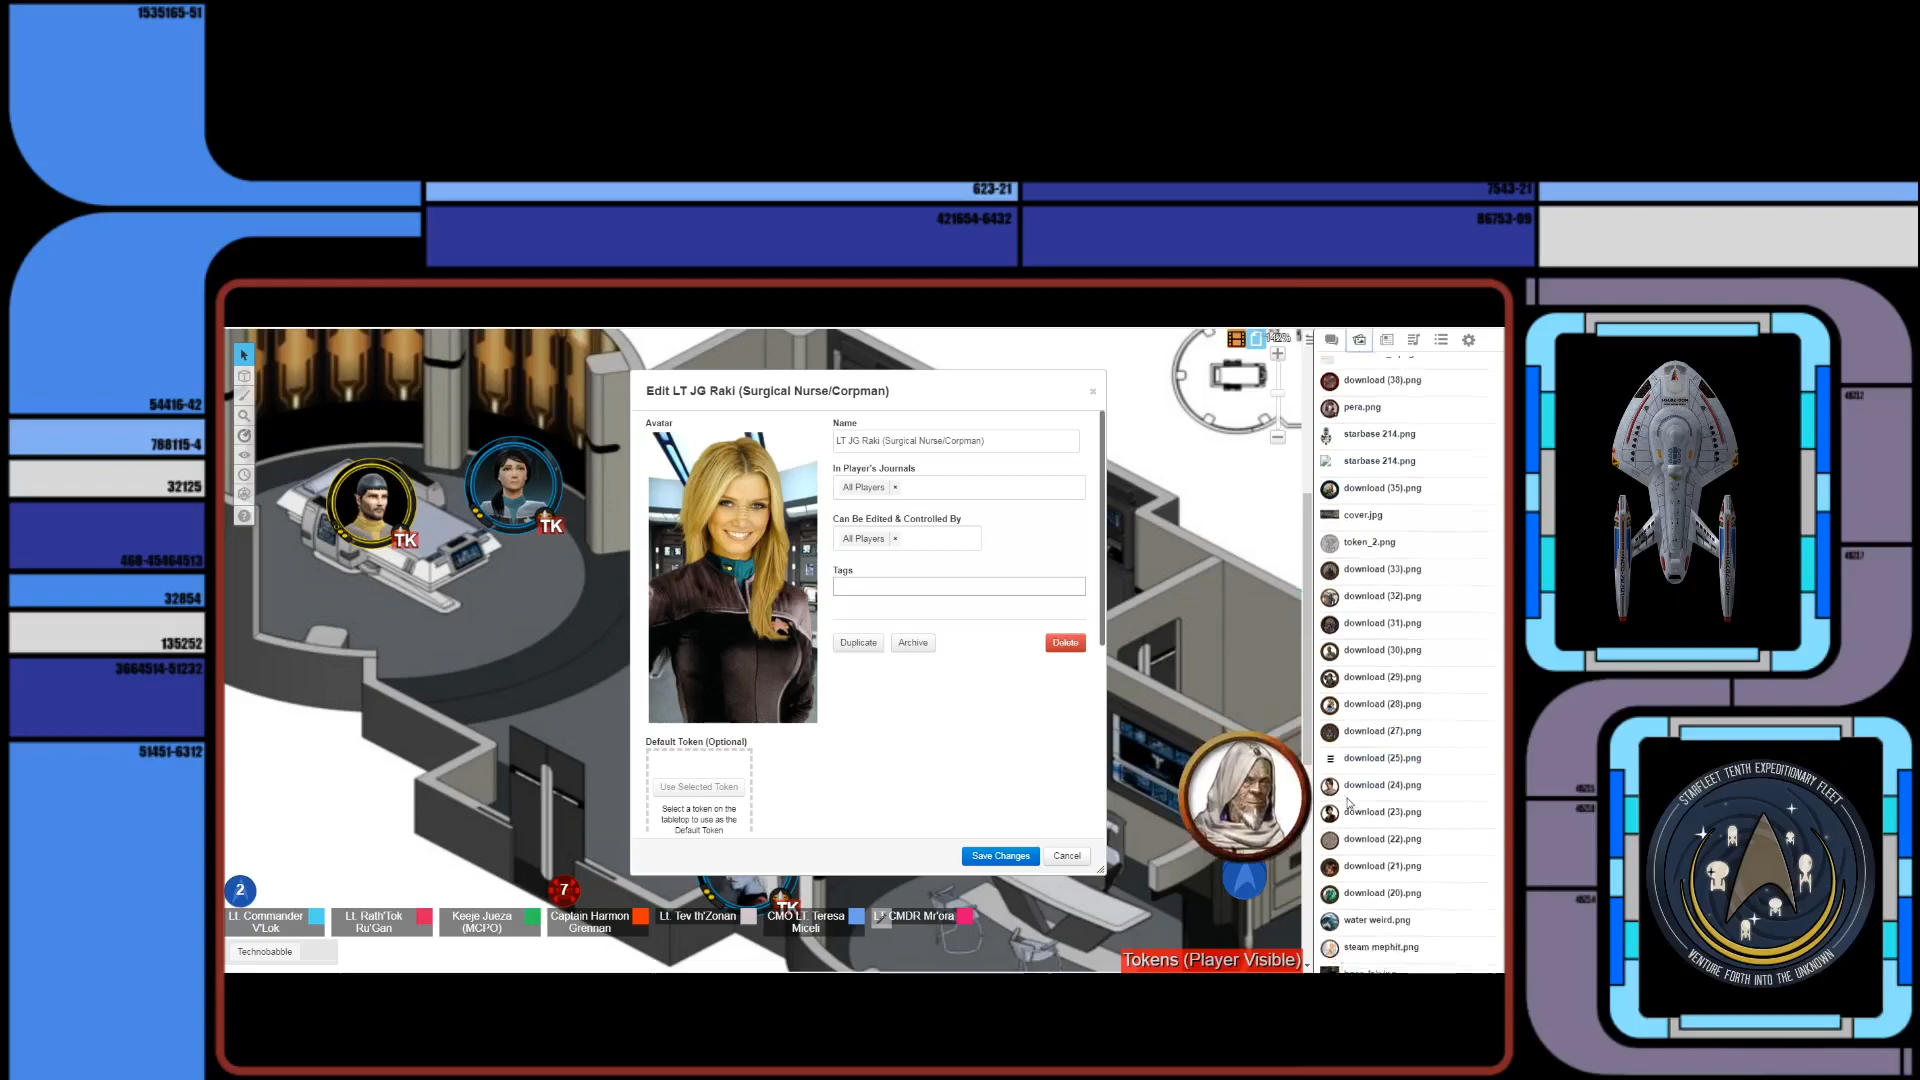 1535165-51
623-21
7543-21
421654-6432
86753-09
54416-42
768115-4
32125
468-45464513
32854
135252
3664514-51232
51451-6312
142%
Edit LT JG Raki (Surgical Nurse/Corpman)
×
Avatar
Name
LT JG Raki (Surgical Nurse/Corpman)
In Player's Journals
All Players ×
Can Be Edited & Controlled By
All Players ×
Tags
Duplicate
Archive
Delete
Default Token (Optional)
Use Selected Token
Select a token on the
tabletop to use as the
Default Token
Save Changes
Cancel
TK
TK
TK
download (38).png
pera.png
starbase 214.png
starbase 214.png
download (35).png
cover.jpg
token_2.png
download (33).png
download (32).png
download (31).png
download (30).png
download (29).png
download (28).png
download (27).png
download (25).png
download (24).png
download (23).png
download (22).png
download (21).png
download (20).png
water weird.png
steam mephit.png
2
7
Lt. Commander
V'Lok
Lt. Rath'Tok
Ru'Gan
Keeje Jueza
(MCPO)
Captain Harmon
Grennan
Lt. Tev th'Zonan
CMO LT. Teresa
Miceli
LT CMDR Mr'ora
Technobabble
Tokens (Player Visible)
STARFLEET TENTH EXPEDITIONARY FLEET
VENTURE FORTH INTO THE UNKNOWN